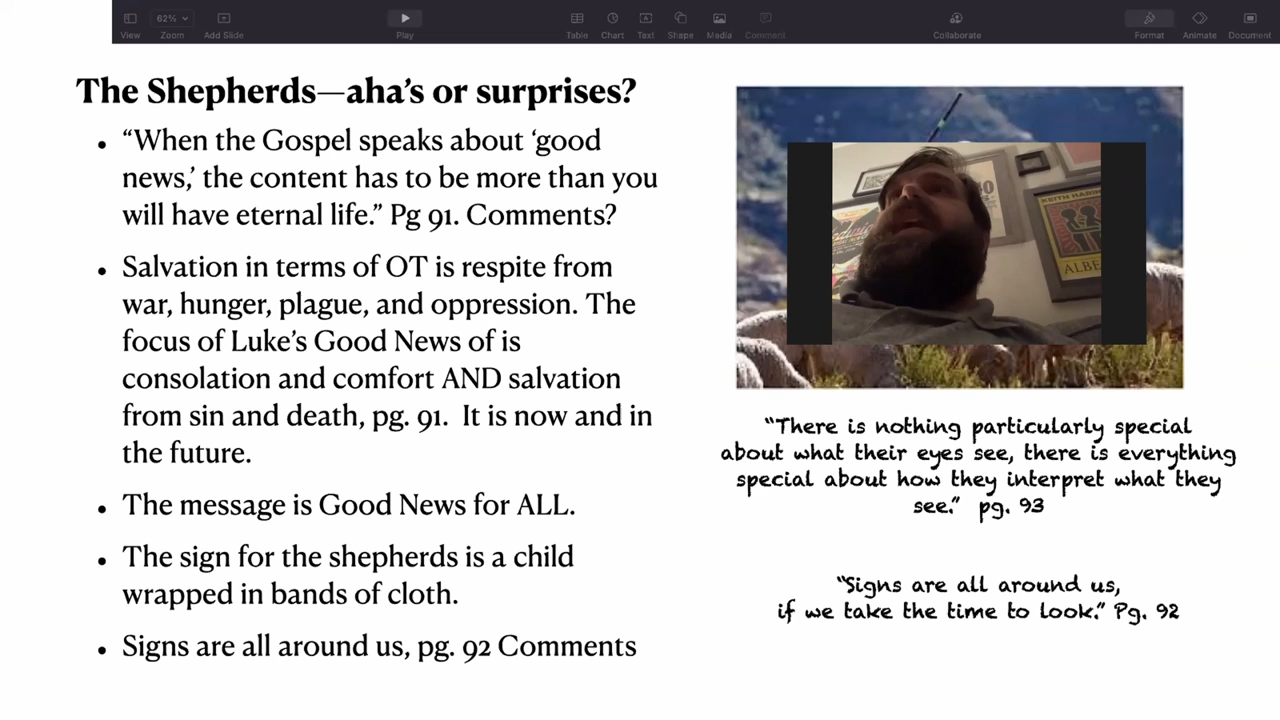 62%
View
Zoom
Add Slide
Play
Table
Chart
Text
Shape
Media
Comment
Collaborate
Format
Animate
Document
The Shepherds—aha’s or surprises?
• “When the Gospel speaks about ‘good
news,’ the content has to be more than you
will have eternal life.” Pg 91. Comments?
• Salvation in terms of OT is respite from
war, hunger, plague, and oppression. The
focus of Luke’s Good News of is
consolation and comfort AND salvation
from sin and death, pg. 91. It is now and in
the future.
• The message is Good News for ALL.
• The sign for the shepherds is a child
wrapped in bands of cloth.
• Signs are all around us, pg. 92 Comments
KEITH HARING
ALBE
“There is nothing particularly special
about what their eyes see, there is everything
special about how they interpret what they
see.” pg. 93
“Signs are all around us,
if we take the time to look.” Pg. 92